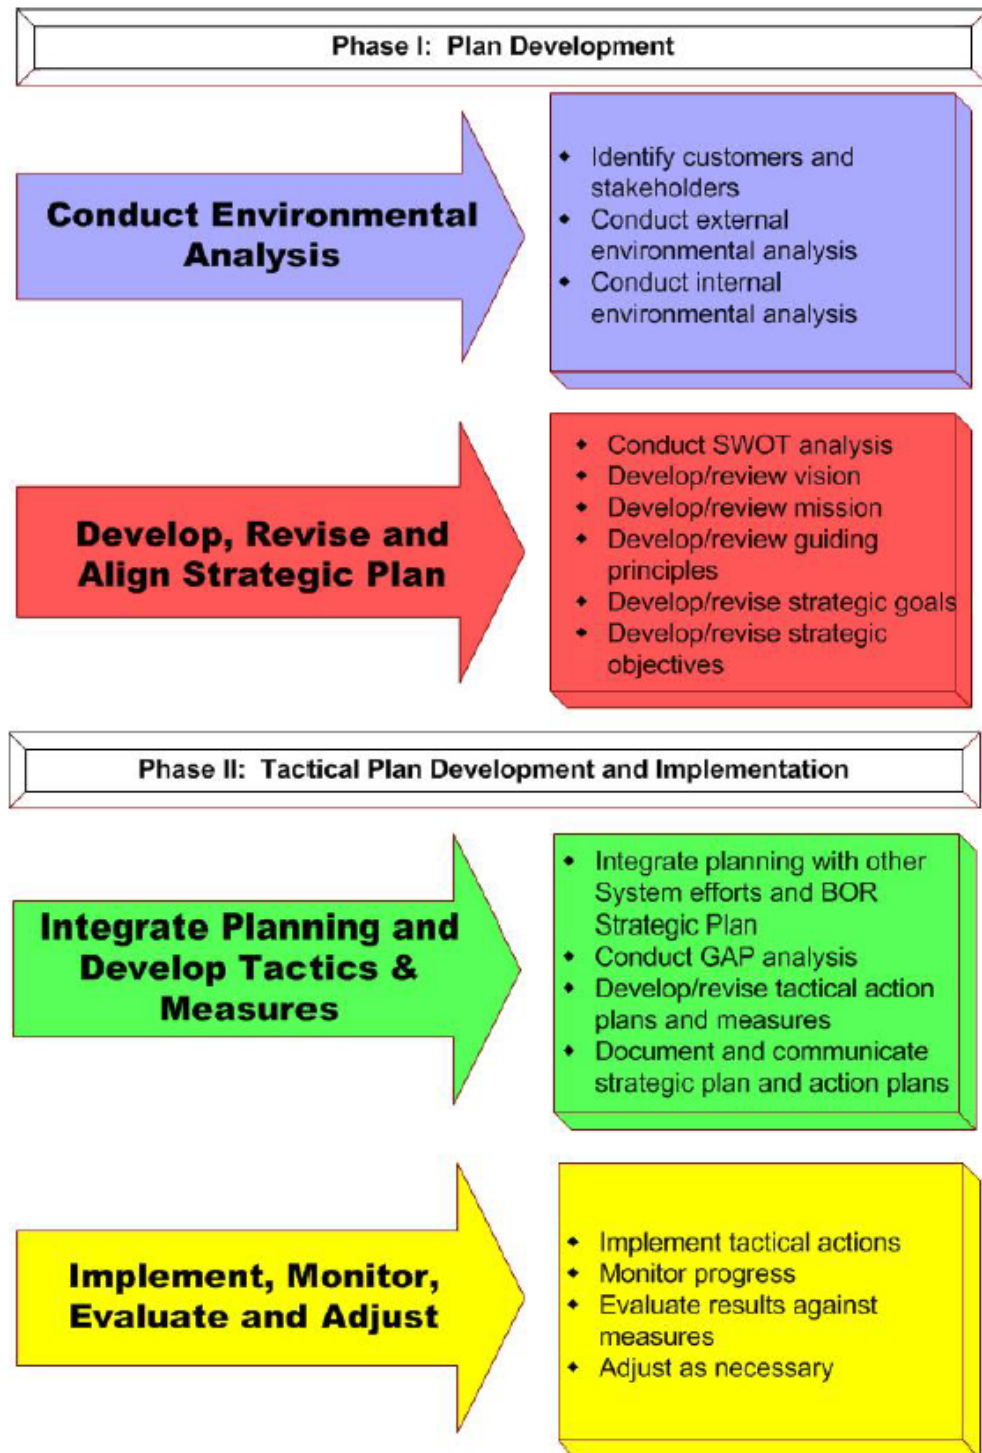 Phase I: Plan Development
Conduct Environmental
Analysis
◆ Identify customers and
stakeholders
◆ Conduct external
environmental analysis
◆ Conduct internal
environmental analysis
Develop, Revise and
Align Strategic Plan
◆ Conduct SWOT analysis
◆ Develop/review vision
◆ Develop/review mission
◆ Develop/review guiding
principles
◆ Develop/revise strategic goals
◆ Develop/revise strategic
objectives
Phase II: Tactical Plan Development and Implementation
Integrate Planning and
Develop Tactics &
Measures
◆ Integrate planning with other
System efforts and BOR
Strategic Plan
◆ Conduct GAP analysis
◆ Develop/revise tactical action
plans and measures
◆ Document and communicate
strategic plan and action plans
Implement, Monitor,
Evaluate and Adjust
◆ Implement tactical actions
◆ Monitor progress
◆ Evaluate results against
measures
◆ Adjust as necessary